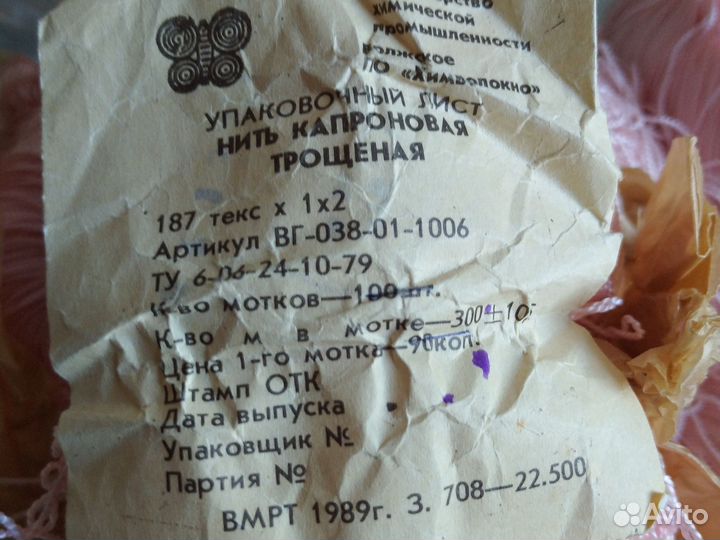 химической
промышленности
волжское
ПО «Химволокно»
УПАКОВОЧНЫЙ ЛИСТ
НИТЬ КАПРОНОВАЯ
ТРОЩЕНАЯ
187 текс х 1х2
Артикул ВГ-038-01-1006
ТУ 6-06-24-10-79
К-во мотков—100 шт.
К-во м в мотке—300±10
Цена 1-го мотка—90коп.
Штамп ОТК
Дата выпуска
Упаковщик №
Партия №
ВМРТ 1989г. З. 708—22.500
Avito